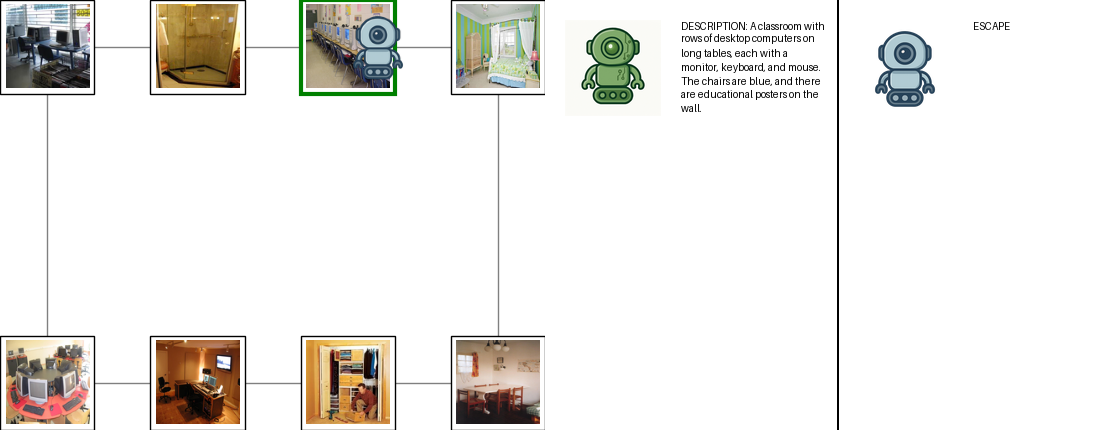 DESCRIPTION: A classroom with
rows of desktop computers on
long tables, each with a
monitor, keyboard, and mouse.
The chairs are blue, and there
are educational posters on the
wall.
ESCAPE